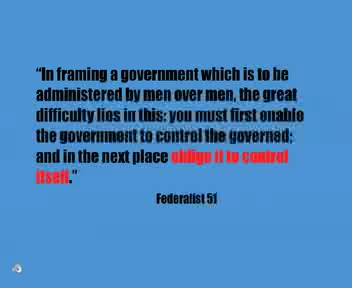 “In framing a government which is to be
administered by men over men, the great
difficulty lies in this: you must first enable
the government to control the governed;
and in the next place oblige it to control
itself.”
Federalist 51